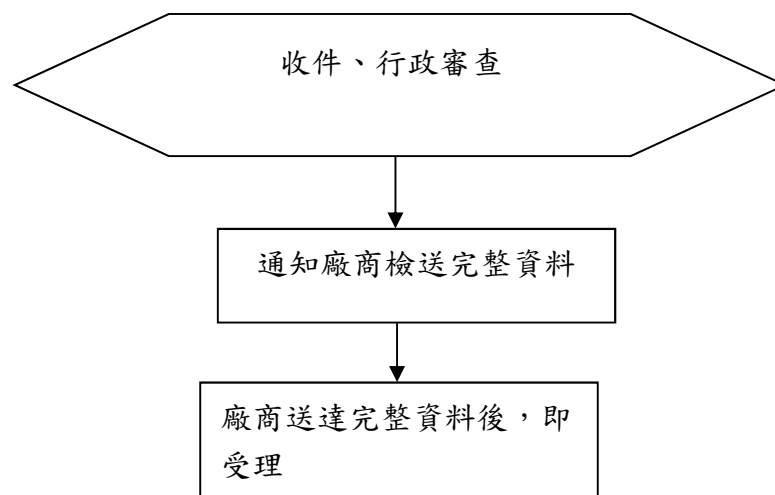 收件、行政審查
通知廠商檢送完整資料
廠商送達完整資料後，即
受理